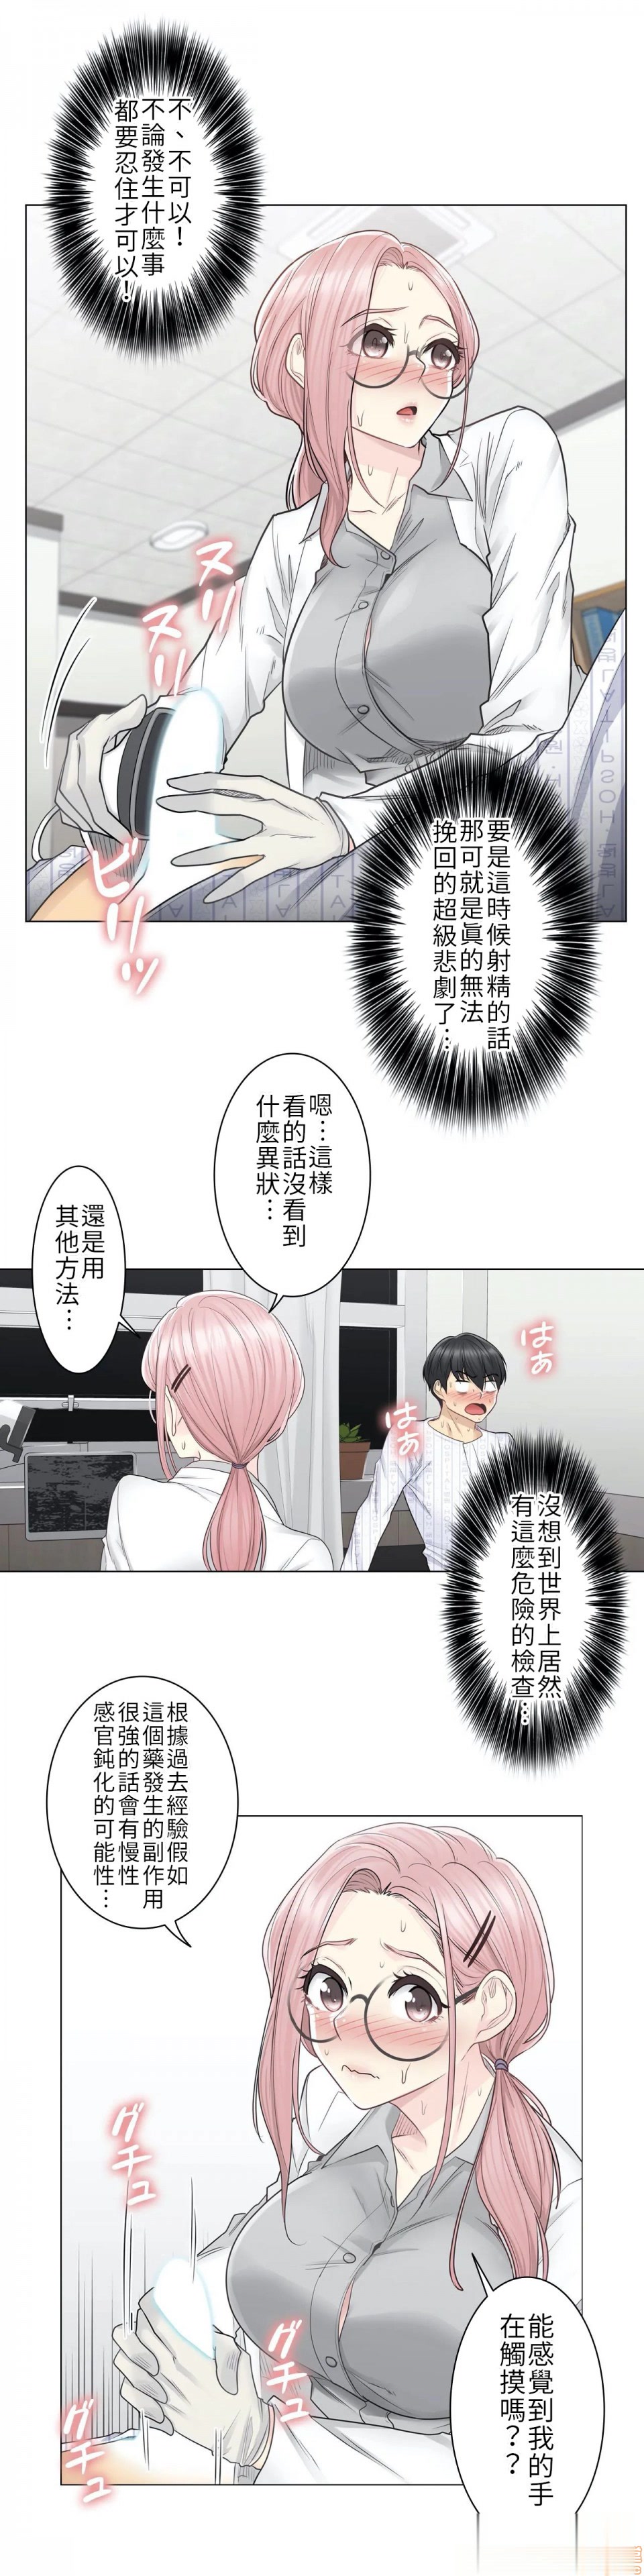 不、不可以！
不論發生什麼事
都要忍住才可以！
ヌリ
ヌリ
ビリッ
要是這時候射精的話
那可就是真的無法
挽回的超級悲劇了…
嗯…這樣
看的話沒看到
什麼異狀…
還是用
其他方法…
はぁ
はぁ
沒想到世界上居然
有這麼危險的檢查…
根據過去經驗假如
這個藥發生的副作用
很強的話會有慢性
感官鈍化的可能性…
グチュ
グチュ
グチュ
能感覺到我的手
在觸摸嗎？？